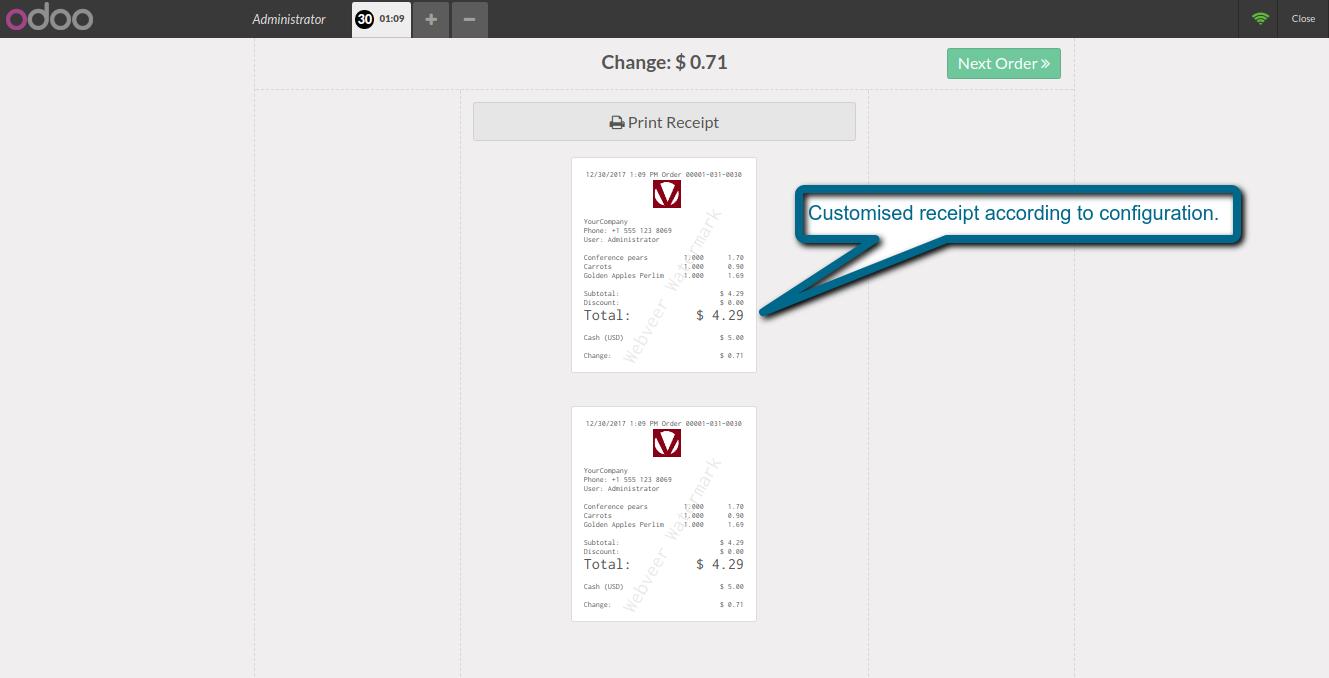 odoo Administrator 30 01:09 Close
Change: $ 0.71 Next Order
Print Receipt
12/30/2017 1:09 PM Order 00001-031-0030
YourCompany
Phone: +1 555 123 8069
User: Administrator
Conference pears 1.000 1.70
Carrots 1.000 0.90
Golden Apples Perlim 1.000 1.69
Subtotal: $ 4.29
Discount: $ 0.00
Total: $ 4.29
Cash (USD) $ 5.00
Change: $ 0.71
Webveer Watermark
Customised receipt according to configuration.
12/30/2017 1:09 PM Order 00001-031-0030
YourCompany
Phone: +1 555 123 8069
User: Administrator
Conference pears 1.000 1.70
Carrots 1.000 0.90
Golden Apples Perlim 1.000 1.69
Subtotal: $ 4.29
Discount: $ 0.00
Total: $ 4.29
Cash (USD) $ 5.00
Change: $ 0.71
Webveer Watermark